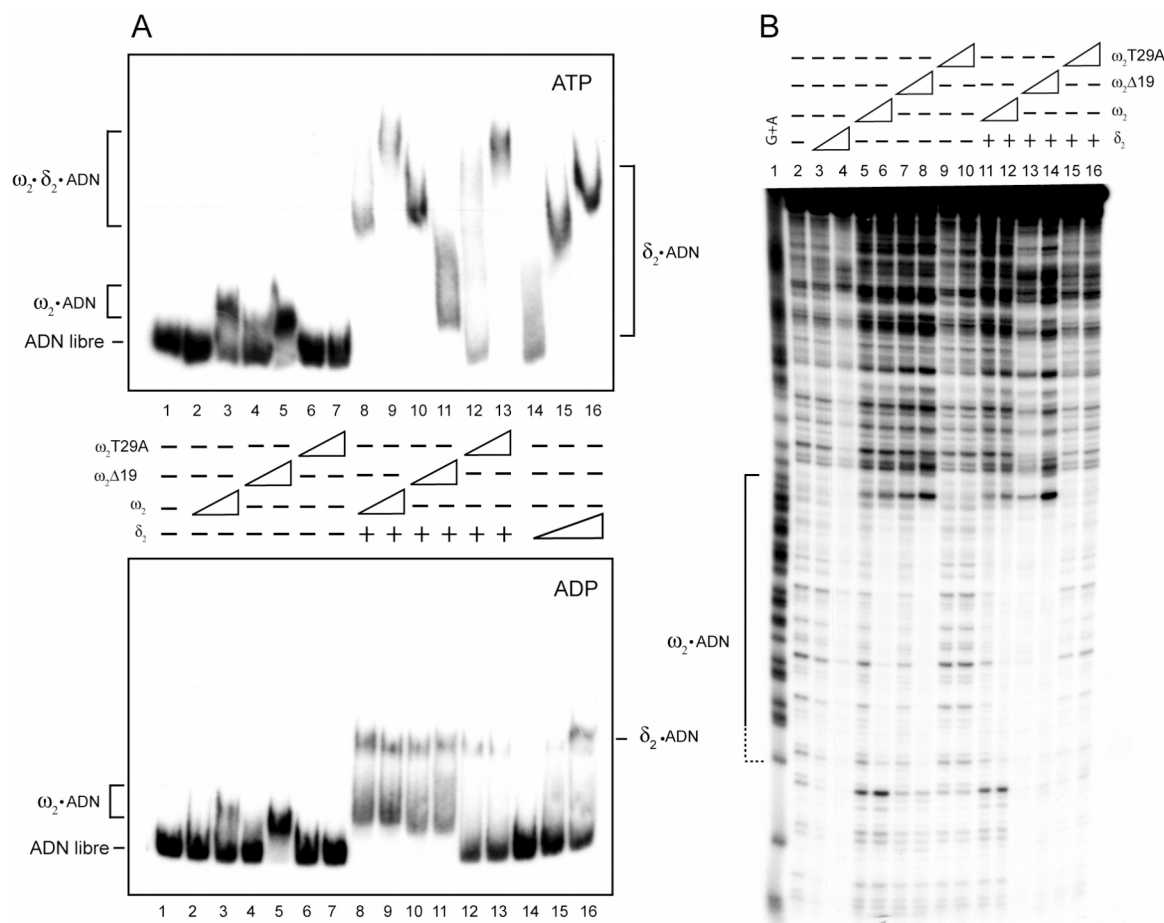 A
ATP
ω₂·δ₂·ADN
ω₂·ADN
ADN libre
δ₂·ADN
1 2 3 4 5 6 7 8 9 10 11 12 13 14 15 16
ω₂T29A – – – – – – – – – – – –
ω₂Δ19 – – – – – – – – – – – –
ω₂ – – – – – – – – – – – –
δ₂ – – – – – – – + + + + + +
ADP
ω₂·ADN
ADN libre
δ₂·ADN
1 2 3 4 5 6 7 8 9 10 11 12 13 14 15 16
B
– – – – – – – – – – – ω₂T29A
– – – – – – – – – – – ω₂Δ19
– – – – – – – – – – – ω₂
G+A – – – – – – – + + + + + + δ₂
1 2 3 4 5 6 7 8 9 10 11 12 13 14 15 16
ω₂·ADN